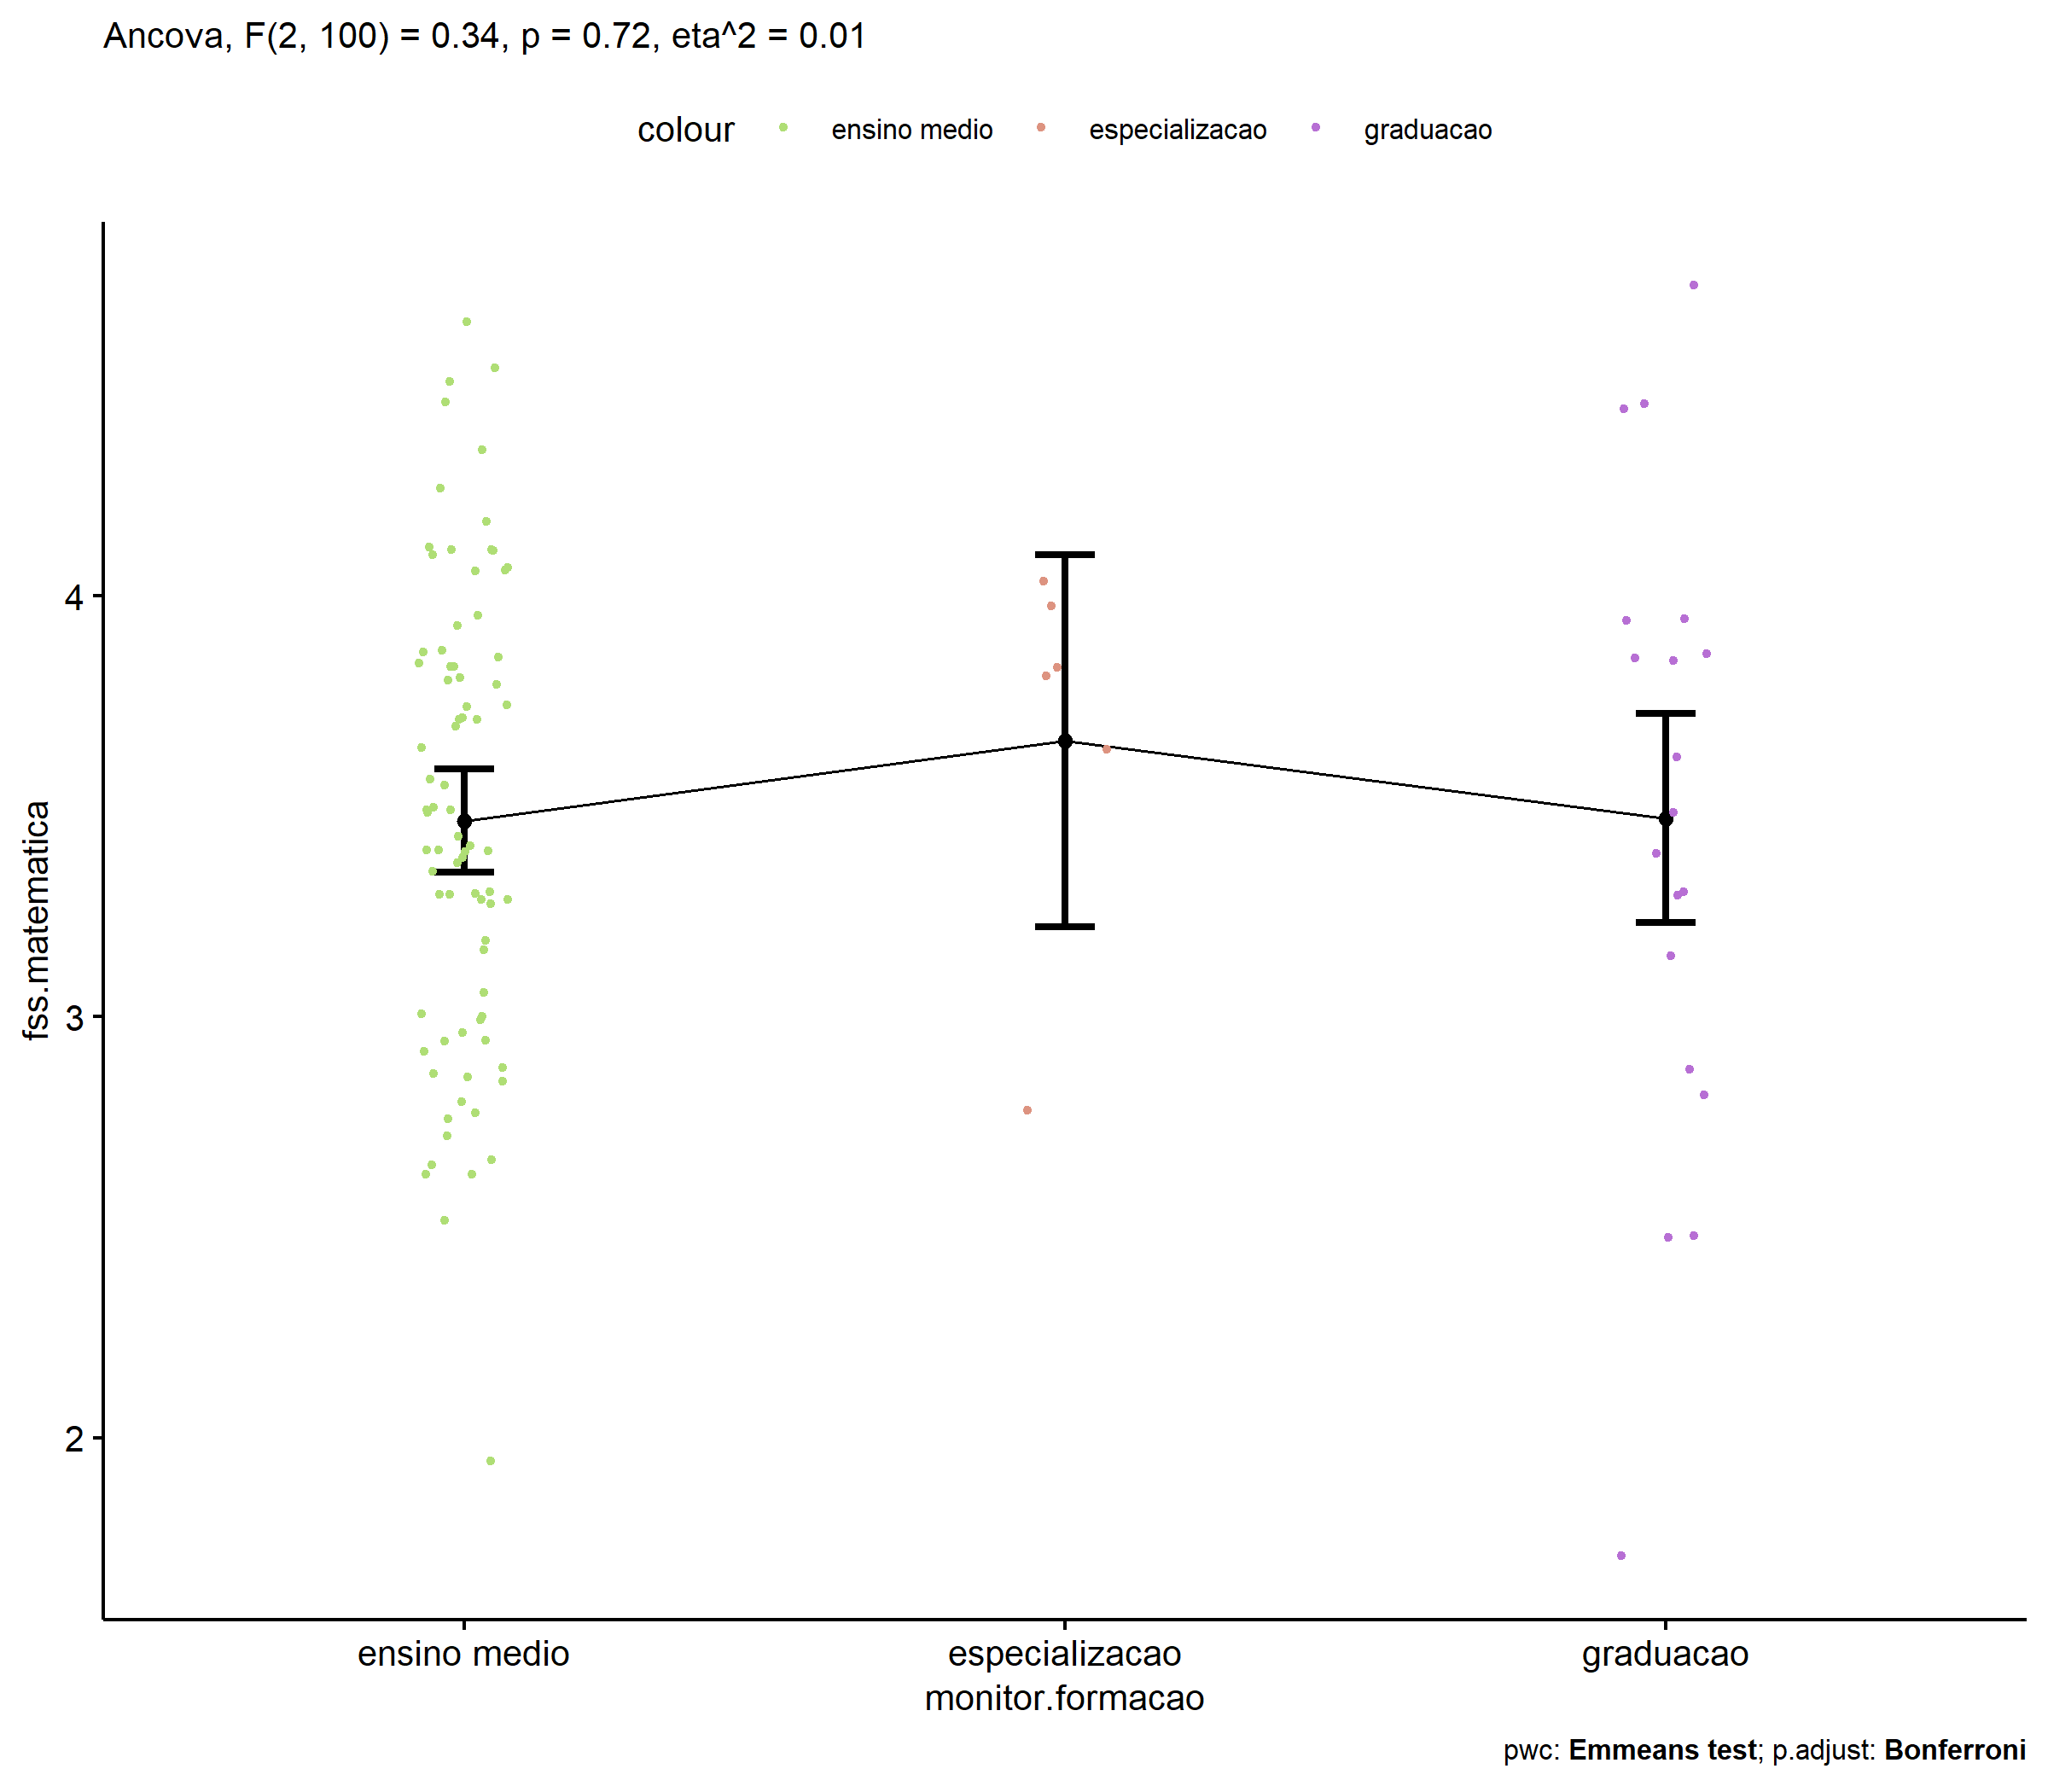 Ancova, F(2, 100) = 0.34, p = 0.72, eta^2 = 0.01
colour ensino medio especializacao graduacao
fss.matematica
4
3
2
ensino medio especializacao graduacao
monitor.formacao
pwc: Emmeans test; p.adjust: Bonferroni